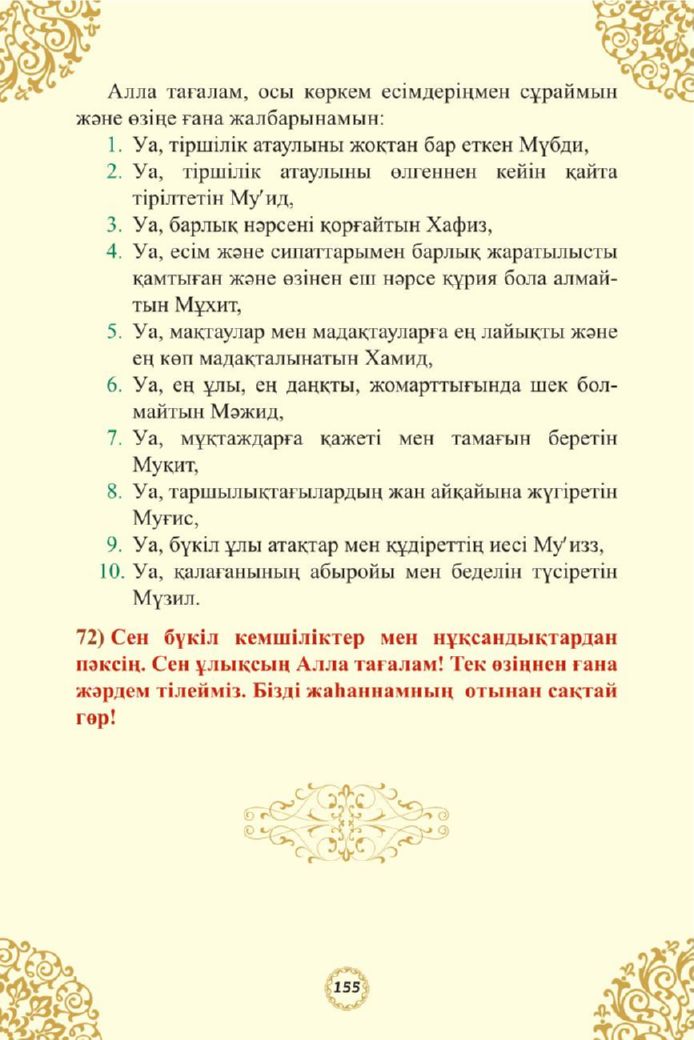 Алла тағалам, осы көркем есімдеріңмен сұраймын
және өзіңе ғана жалбарынамын:
1. Уа, тіршілік атаулыны жоқтан бар еткен Мүбди,
2. Уа, тіршілік атаулыны өлгеннен кейін қайта
тірілтетін Му′ид,
3. Уа, барлық нәрсені қорғайтын Хафиз,
4. Уа, есім және сипаттарымен барлық жаратылысты
қамтыған және өзінен еш нәрсе құрия бола алмай-
тын Мұхит,
5. Уа, мақтаулар мен мадақтауларға ең лайықты және
ең көп мадақталынатын Хамид,
6. Уа, ең ұлы, ең даңқты, жомарттығында шек бол-
майтын Мәжид,
7. Уа, мұқтаждарға қажеті мен тамағын беретін
Муқит,
8. Уа, таршылықтағылардың жан айқайына жүгіретін
Муғис,
9. Уа, бүкіл ұлы атақтар мен құдіреттің иесі Му′изз,
10. Уа, қалағанының абыройы мен беделін түсіретін
Мүзил.
72) Сен бүкіл кемшіліктер мен нұқсандықтардан
пәксің. Сен ұлықсың Алла тағалам! Тек өзіңнен ғана
жәрдем тілейміз. Бізді жаһаннамның отынан сақтай
гөр!
155